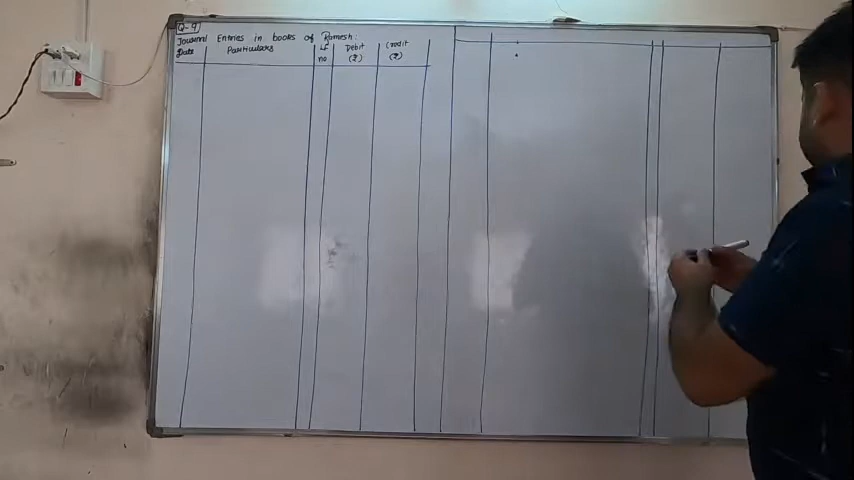 Q-9
Journal Entries in books of Ramesh:
Date Particulars LF no Debit (₹) Credit (₹)